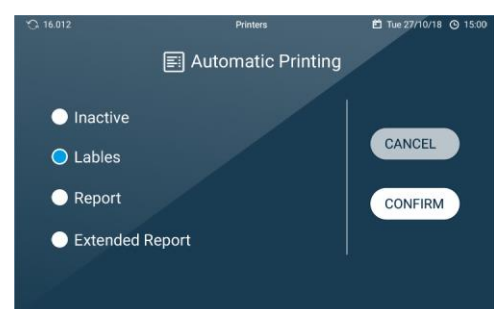 16.012 Printers Tue 27/10/18 15:00
Automatic Printing
Inactive
Lables
Report
Extended Report
CANCEL
CONFIRM